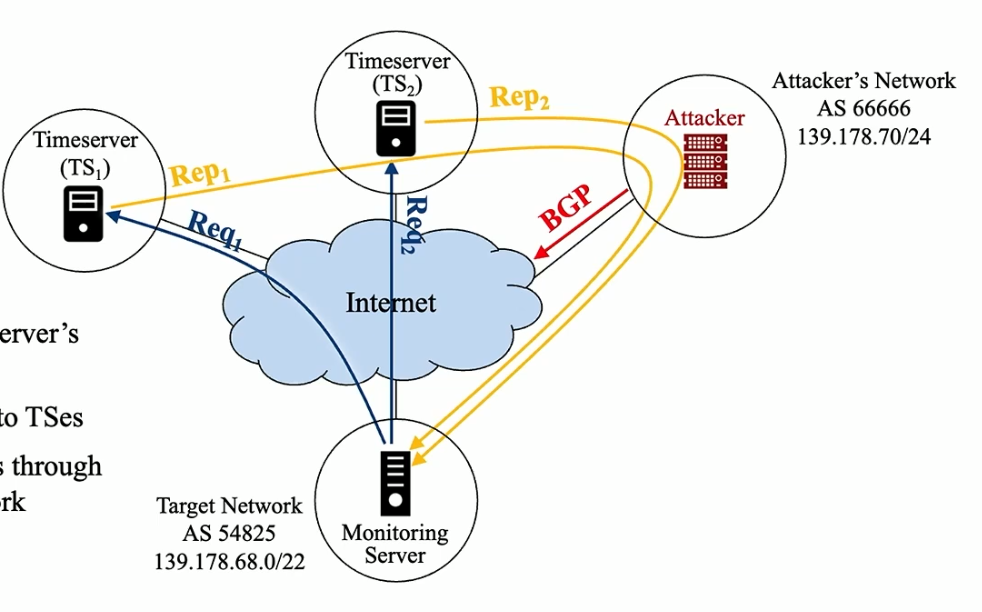 Timeserver
(TS₂)
Rep₂
Attacker's Network
AS 66666
139.178.70/24
Attacker
Timeserver
(TS₁)
Rep₁
Req₁
Req₂
BGP
Internet
erver's
to TSes
s through
rk
Target Network
AS 54825
139.178.68.0/22
Monitoring
Server